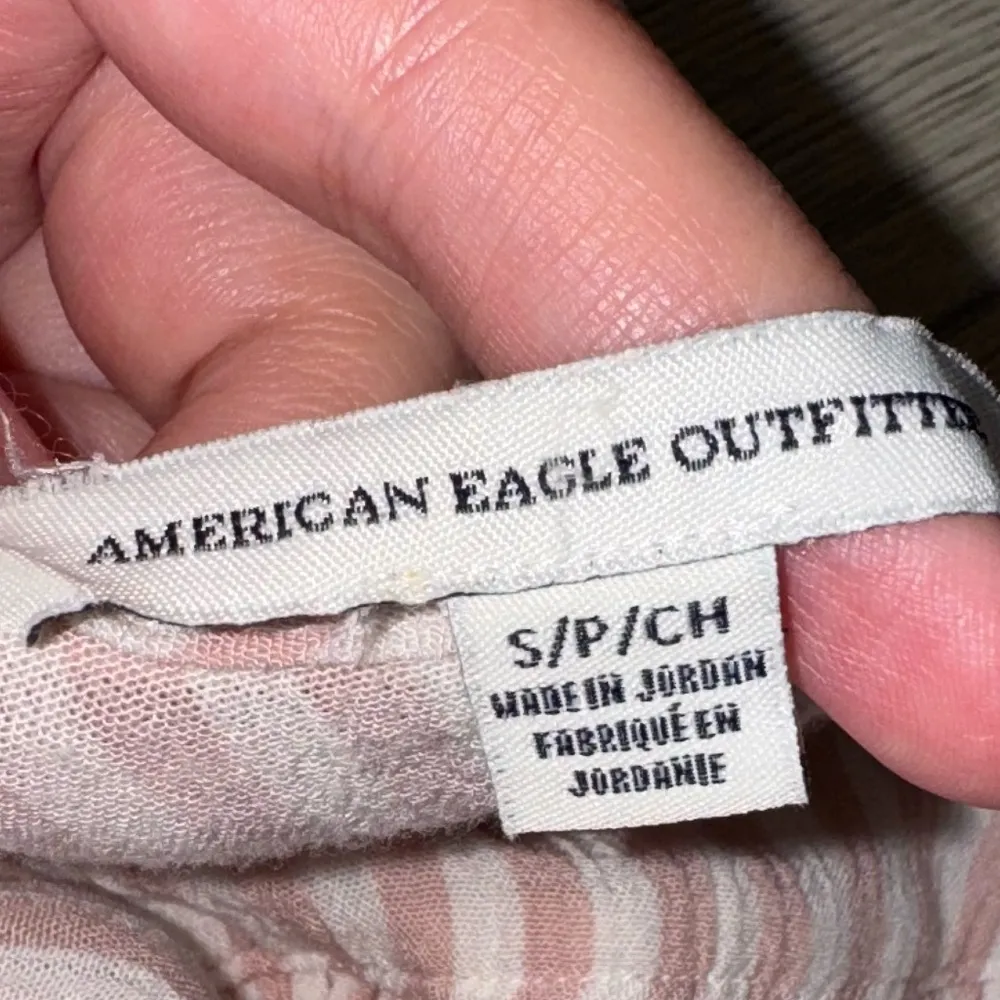 AMERICAN EAGLE OUTFITTE
S/P/CH
MADE IN JORDAN
FABRIQUÉ EN
JORDANIE